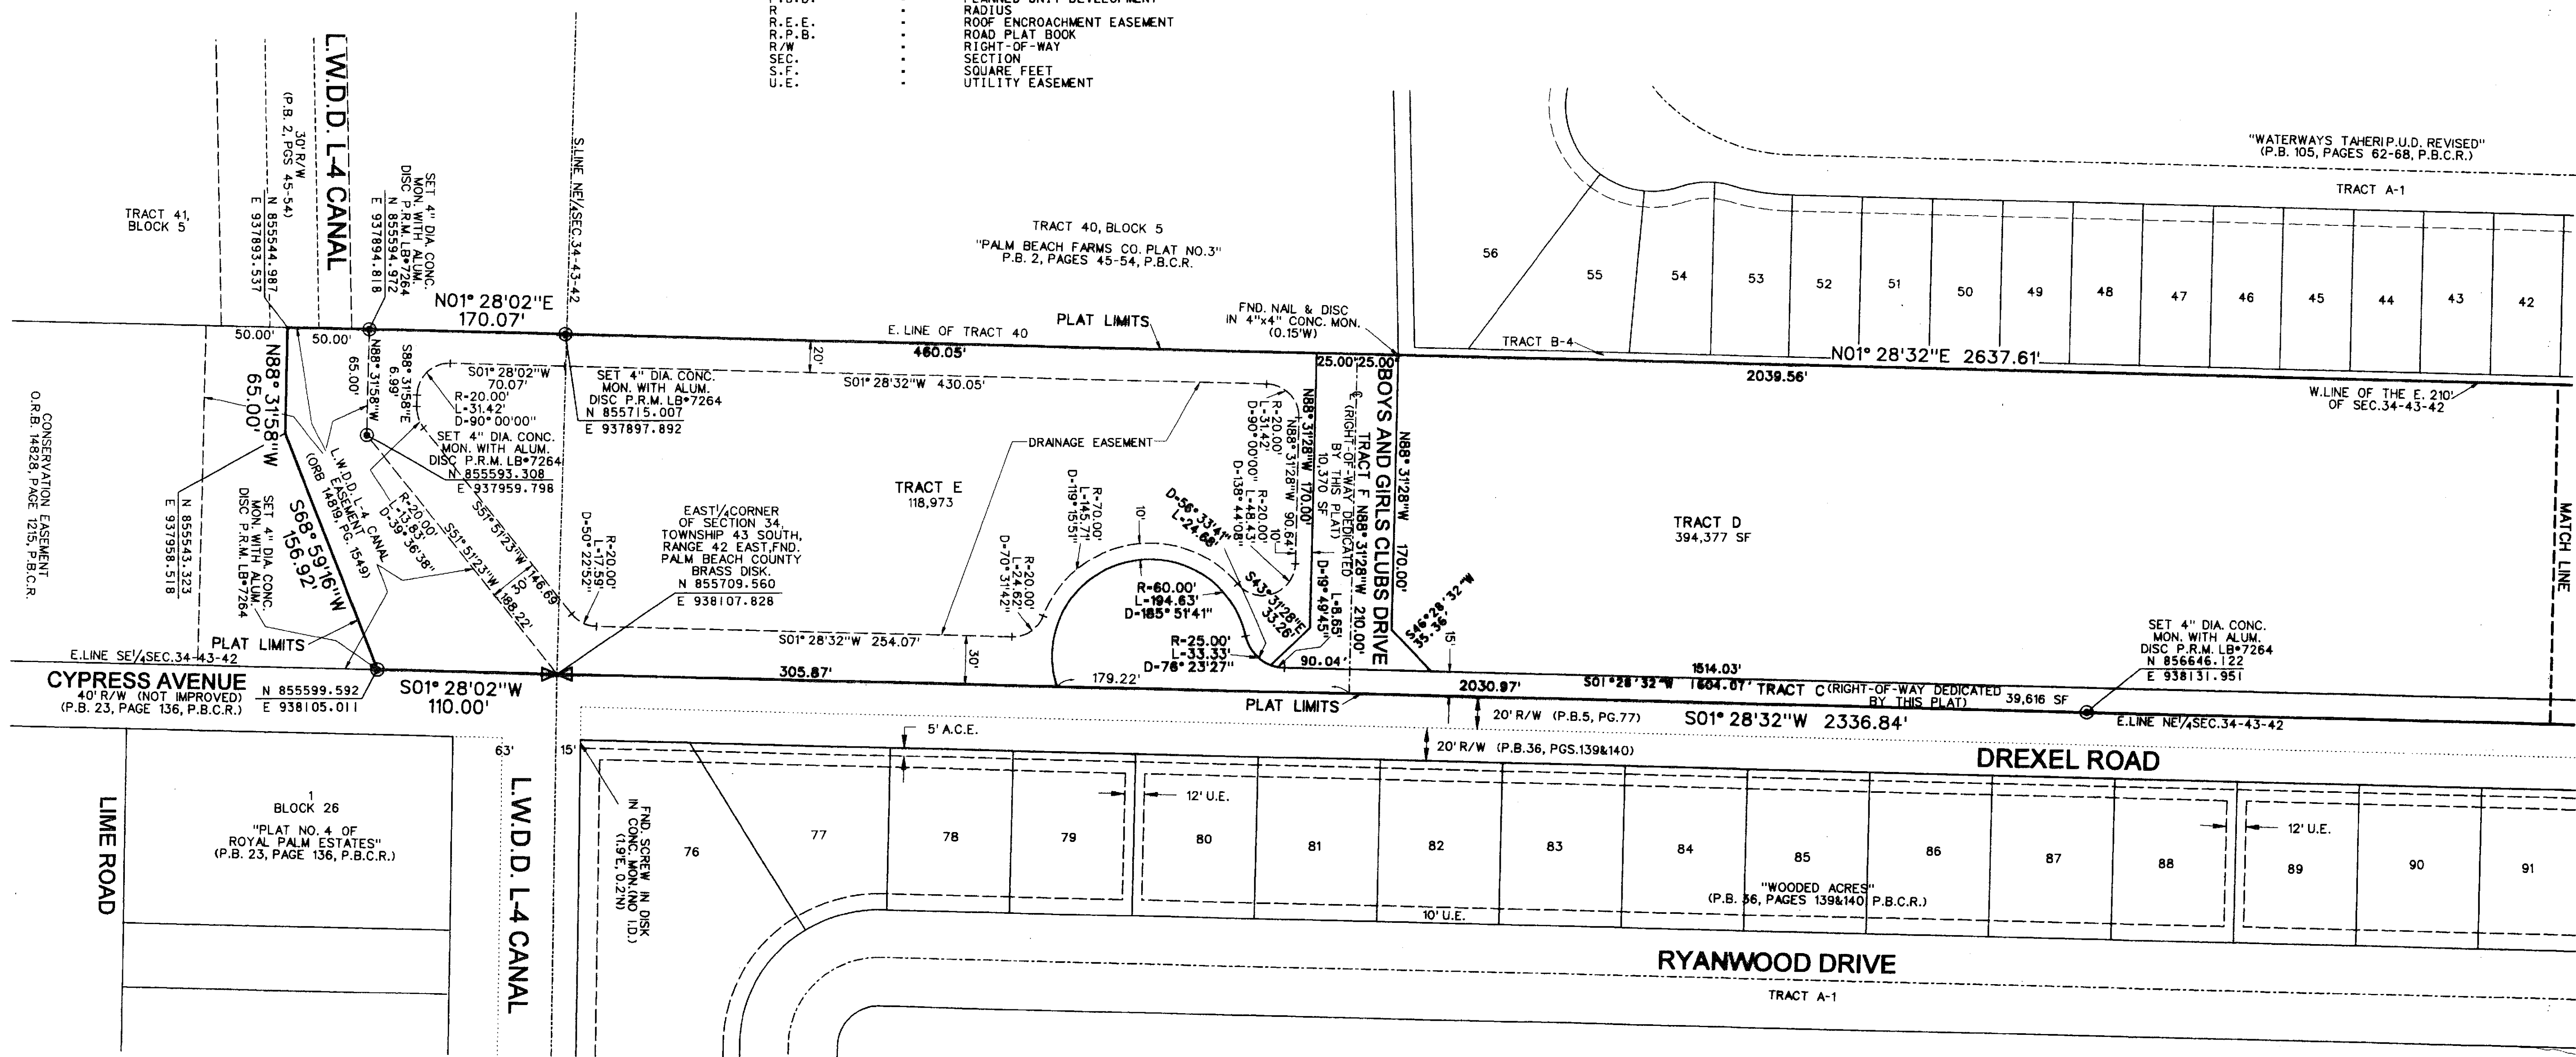 PLANNED UNIT DEVELOPMENT
R - RADIUS
R.E.E. - ROOF ENCROACHMENT EASEMENT
R.P.B. - ROAD PLAT BOOK
R/W - RIGHT-OF-WAY
SEC. - SECTION
S.F. - SQUARE FEET
U.E. - UTILITY EASEMENT
L.W.D.D. L-4 CANAL
30' R/W
(P.B. 2, PGS 45-54)
TRACT 41,
BLOCK 5
N 855544.987
E 937893.537
SET 4" DIA. CONC.
MON. WITH ALUM.
DISC P.R.M. LB#7264
N 855594.972
E 937894.818
S.LINE NE1/4SEC.34-43-42
N01° 28'02"E
170.07'
TRACT 40, BLOCK 5
"PALM BEACH FARMS CO. PLAT NO.3"
P.B. 2, PAGES 45-54, P.B.C.R.
E. LINE OF TRACT 40
460.05'
PLAT LIMITS
FND. NAIL & DISC
IN 4"x4" CONC. MON.
(0.15'W)
"WATERWAYS TAHERI P.U.D. REVISED"
(P.B. 105, PAGES 62-68, P.B.C.R.)
TRACT A-1
56
55
54
53
52
51
50
49
48
47
46
45
44
43
42
TRACT B-4
N01° 28'32"E 2637.61'
2039.56'
W.LINE OF THE E. 210'
OF SEC.34-43-42
MATCH LINE
50.00'
50.00'
N88° 31'58"W
65.00'
N88° 31'58"W
65.00'
S88° 31'58"E
6.99'
S01° 28'02"W
70.07'
R=20.00'
L=31.42'
D=90° 00'00"
SET 4" DIA. CONC.
MON. WITH ALUM.
DISC P.R.M. LB#7264
N 855593.308
E 937959.798
SET 4" DIA. CONC.
MON. WITH ALUM.
DISC P.R.M. LB#7264
N 855715.007
E 937897.892
20'
S01° 28'32"W 430.05'
DRAINAGE EASEMENT
TRACT E
118,973
CONSERVATION EASEMENT
O.R.B. 14828, PAGE 1215, P.B.C.R.
N 855543.323
E 937958.518
SET 4" DIA. CONC.
MON. WITH ALUM.
DISC P.R.M. LB#7264
S68° 59'16"W
156.92'
L.W.D.D. L-4 CANAL
EASEMENT
(ORB 14819, PG. 1549)
R=20.00'
L=13.83'
D=39° 36'38"
S51° 51'23"W 188.22'
S51° 51'23"W 146.69'
30'
R=20.00'
L=17.59'
D=50° 22'52"
EAST 1/4 CORNER
OF SECTION 34,
TOWNSHIP 43 SOUTH,
RANGE 42 EAST, FND.
PALM BEACH COUNTY
BRASS DISK.
N 855709.560
E 938107.828
S01° 28'32"W 254.07'
30'
R=20.00'
L=24.62'
D=70° 31'42"
R=70.00'
L=145.71'
D=119° 15'51"
10'
R=60.00'
L=194.63'
D=185° 51'41"
D=56° 33'41"
L=24.68'
R=20.00'
L=48.43'
D=138° 44'08"
R=20.00'
L=31.42'
D=90° 00'00"
N88° 31'28"W 90.64'
10'
S43° 31'28"E
33.26'
R=25.00'
L=33.33'
D=76° 23'27"
L=8.65'
D=19° 49'45"
25.00' 25.00'
N88° 31'28"W 170.00'
10,370 SF
BY THIS PLAT)
(RIGHT-OF-WAY DEDICATED
TRACT F N88° 31'28"W 210.00'
BOYS AND GIRLS CLUBS DRIVE
N88° 31'28"W 170.00'
S46° 28'32"W
35.36'
15'
TRACT D
394,377 SF
SET 4" DIA. CONC.
MON. WITH ALUM.
DISC P.R.M. LB#7264
N 856646.122
E 938131.951
PLAT LIMITS
E.LINE SE1/4SEC.34-43-42
CYPRESS AVENUE
40' R/W (NOT IMPROVED)
(P.B. 23, PAGE 136, P.B.C.R.)
N 855599.592
E 938105.011
S01° 28'02"W
110.00'
305.87'
179.22'
90.04'
PLAT LIMITS
2030.97'
1514.03'
S01° 28'32"W 1604.07'
TRACT C (RIGHT-OF-WAY DEDICATED
BY THIS PLAT)
39,616 SF
20' R/W (P.B.5, PG.77)
S01° 28'32"W 2336.84'
E.LINE NE1/4SEC.34-43-42
20' R/W (P.B.36, PGS.139&140)
DREXEL ROAD
5' A.C.E.
63'
15'
LIME ROAD
1
BLOCK 26
"PLAT NO. 4 OF
ROYAL PALM ESTATES"
(P.B. 23, PAGE 136, P.B.C.R.)
L.W.D.D. L-4 CANAL
FND. SCREW IN DISK
IN CONC. MON.(NO I.D.)
(1.9'E, 0.2'N)
76
77
78
79
12' U.E.
80
81
82
83
84
85
86
87
88
12' U.E.
89
90
91
"WOODED ACRES"
(P.B. 36, PAGES 139&140 P.B.C.R.)
10' U.E.
RYANWOOD DRIVE
TRACT A-1